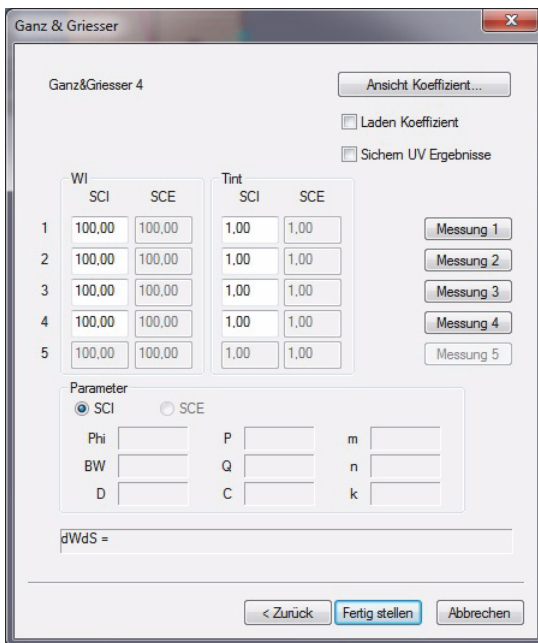 Ganz & Griesser
Ganz&Griesser 4
Ansicht Koeffizient...
Laden Koeffizient
Sichern UV Ergebnisse
WI Tint
SCI SCE SCI SCE
1 100,00 100,00 1,00 1,00 Messung 1
2 100,00 100,00 1,00 1,00 Messung 2
3 100,00 100,00 1,00 1,00 Messung 3
4 100,00 100,00 1,00 1,00 Messung 4
5 100,00 100,00 1,00 1,00 Messung 5
Parameter
SCI SCE
Phi P m
BW Q n
D C k
dWdS =
< Zurück Fertig stellen Abbrechen